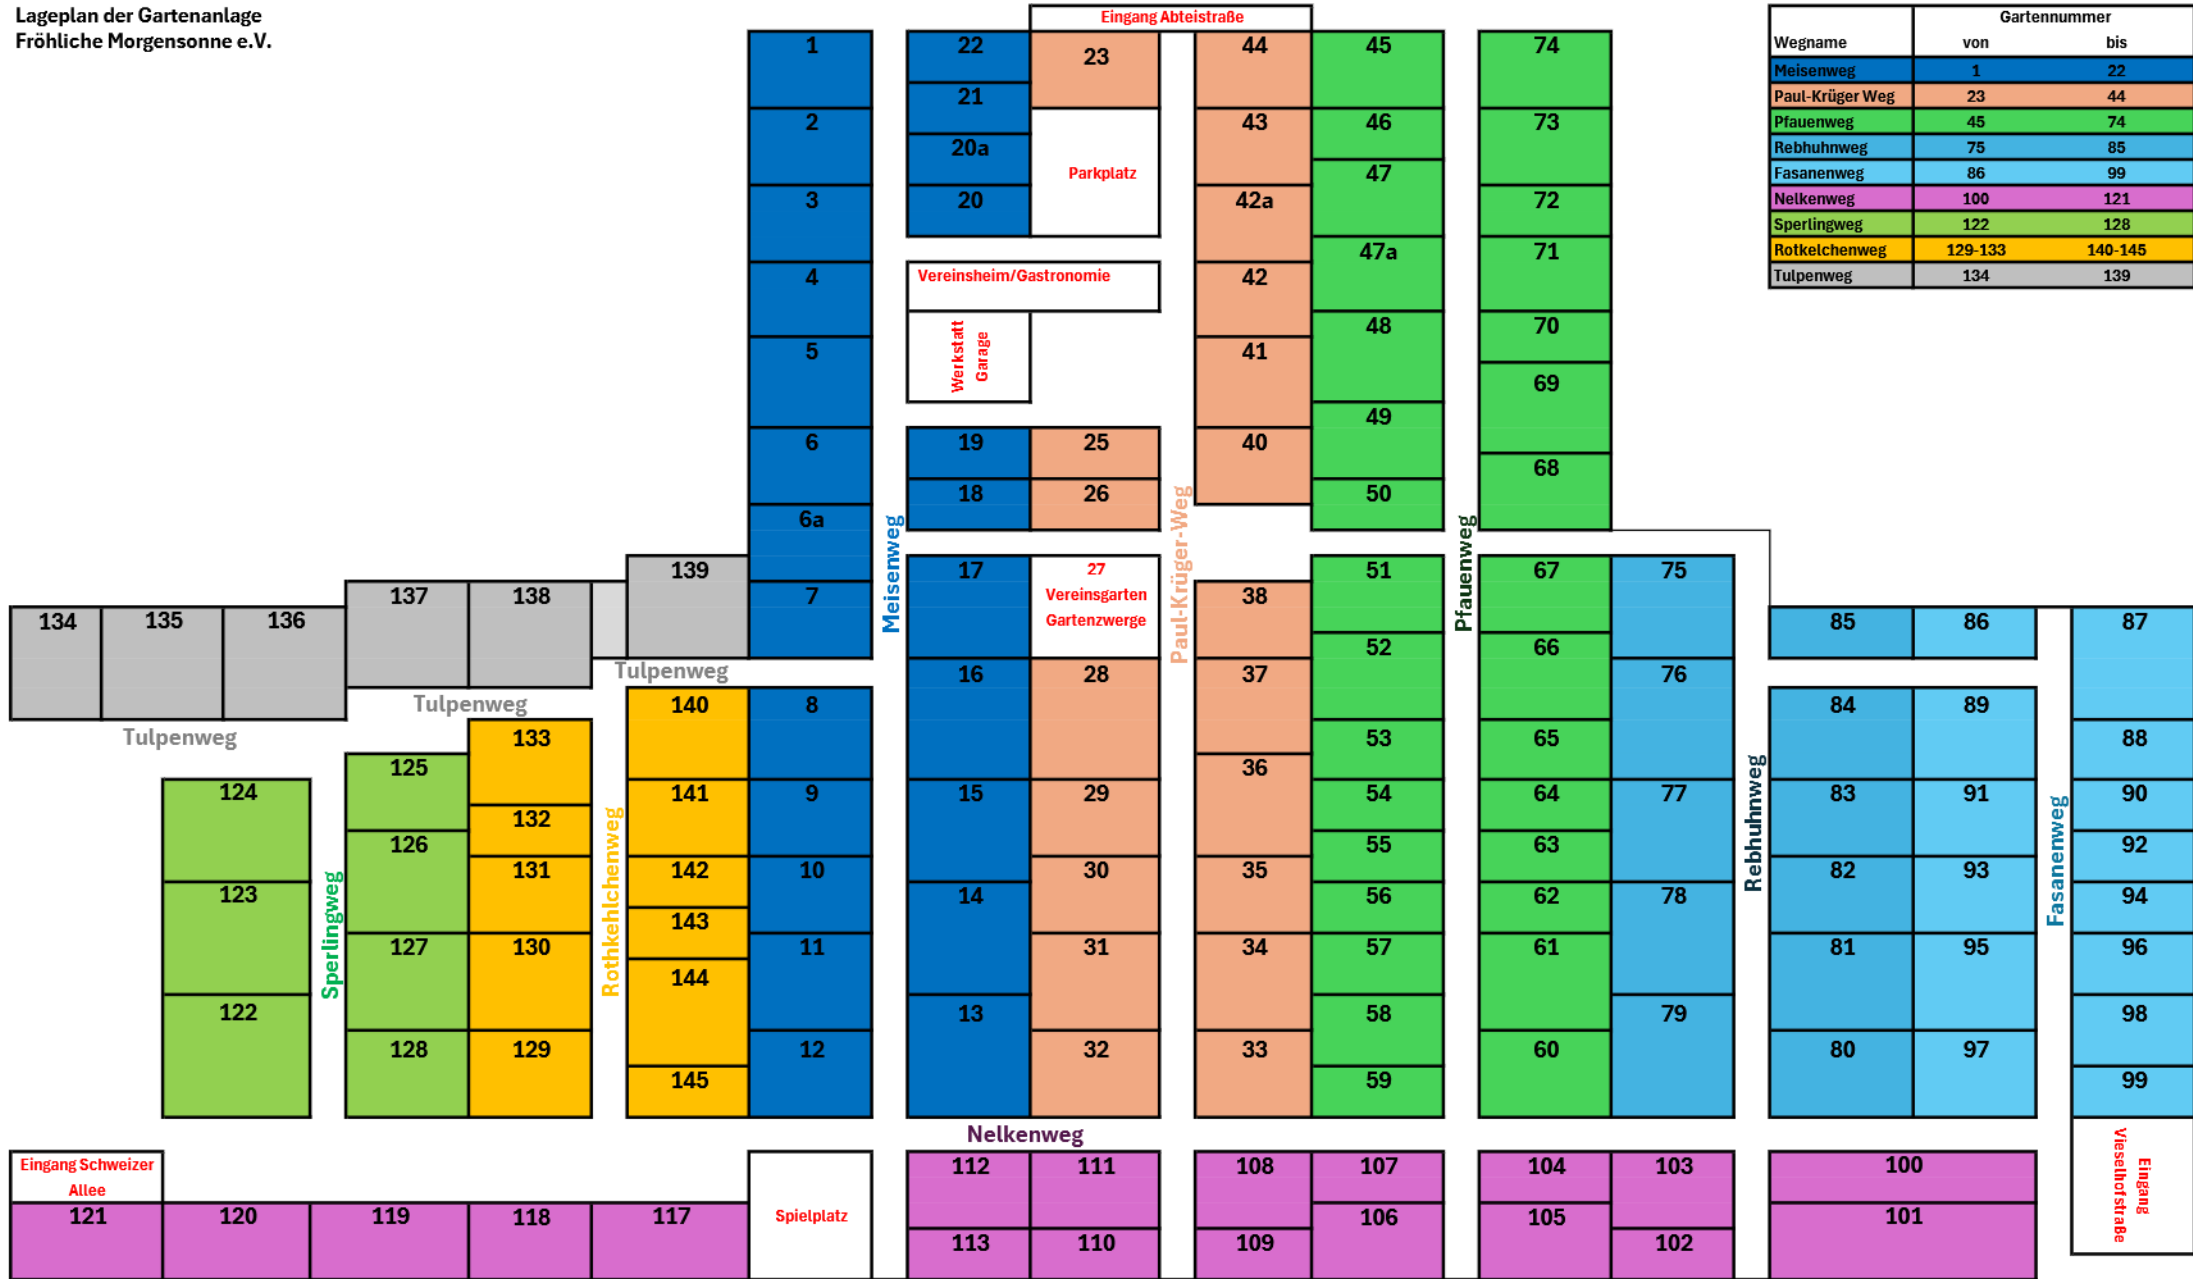 Lageplan der Gartenanlage
Fröhliche Morgensonne e.V.
Eingang Abteistraße
Gartennummer
Wegname von bis
Meisenweg 1 22
Paul-Krüger Weg 23 44
Pfauenweg 45 74
Rebhuhnweg 75 85
Fasanenweg 86 99
Nelkenweg 100 121
Sperlingweg 122 128
Rotkelchenweg 129-133 140-145
Tulpenweg 134 139
1 22 23 44 45 74
21
2 20a 43 46 73
Parkplatz
47
3 20 42a 72
47a 71
4 Vereinsheim/Gastronomie 42
48 70
5 Werkstatt
Garage
41
69
49
6 19 25 40
68
18 26 50
6a
Meisenweg
Paul-Krüger-Weg
Pfauenweg
139 17 27 51 67 75
Vereinsgarten
Gartenzwerge
137 138 7 38
134 135 136 85 86 87
52 66
Tulpenweg 16 28 37 76
Tulpenweg 140 8 84 89
Tulpenweg 133 53 65 88
125 36
124 141 9 15 29 54 64 77 83 91 90
132
126 55 63 92
131 142 10 30 35 82 93
123 14 56 62 78 94
143
Sperlingweg
Rothkehlchenweg
Rebhuhnweg
Fasanenweg
127 130 11 31 34 57 61 81 95 96
144
122 13 58 79 98
128 129 12 32 33 60 80 97
145 59 99
Nelkenweg
Eingang Schweizer
Allee
112 111 108 107 104 103 100
Eingang
Vieselhofstraße
121 120 119 118 117 Spielplatz 106 105 101
113 110 109 102